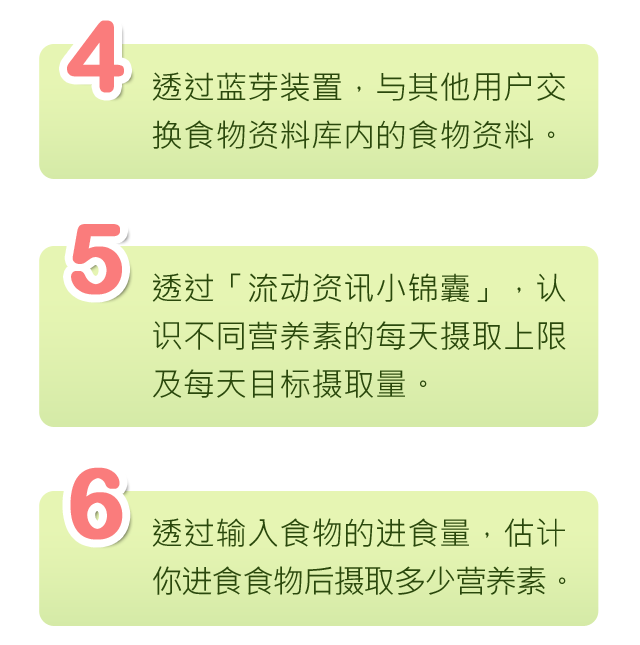 4
透过蓝芽装置，与其他用户交
换食物资料库内的食物资料。
5
透过「流动资讯小锦囊」，认
识不同营养素的每天摄取上限
及每天目标摄取量。
6
透过输入食物的进食量，估计
你进食食物后摄取多少营养素。